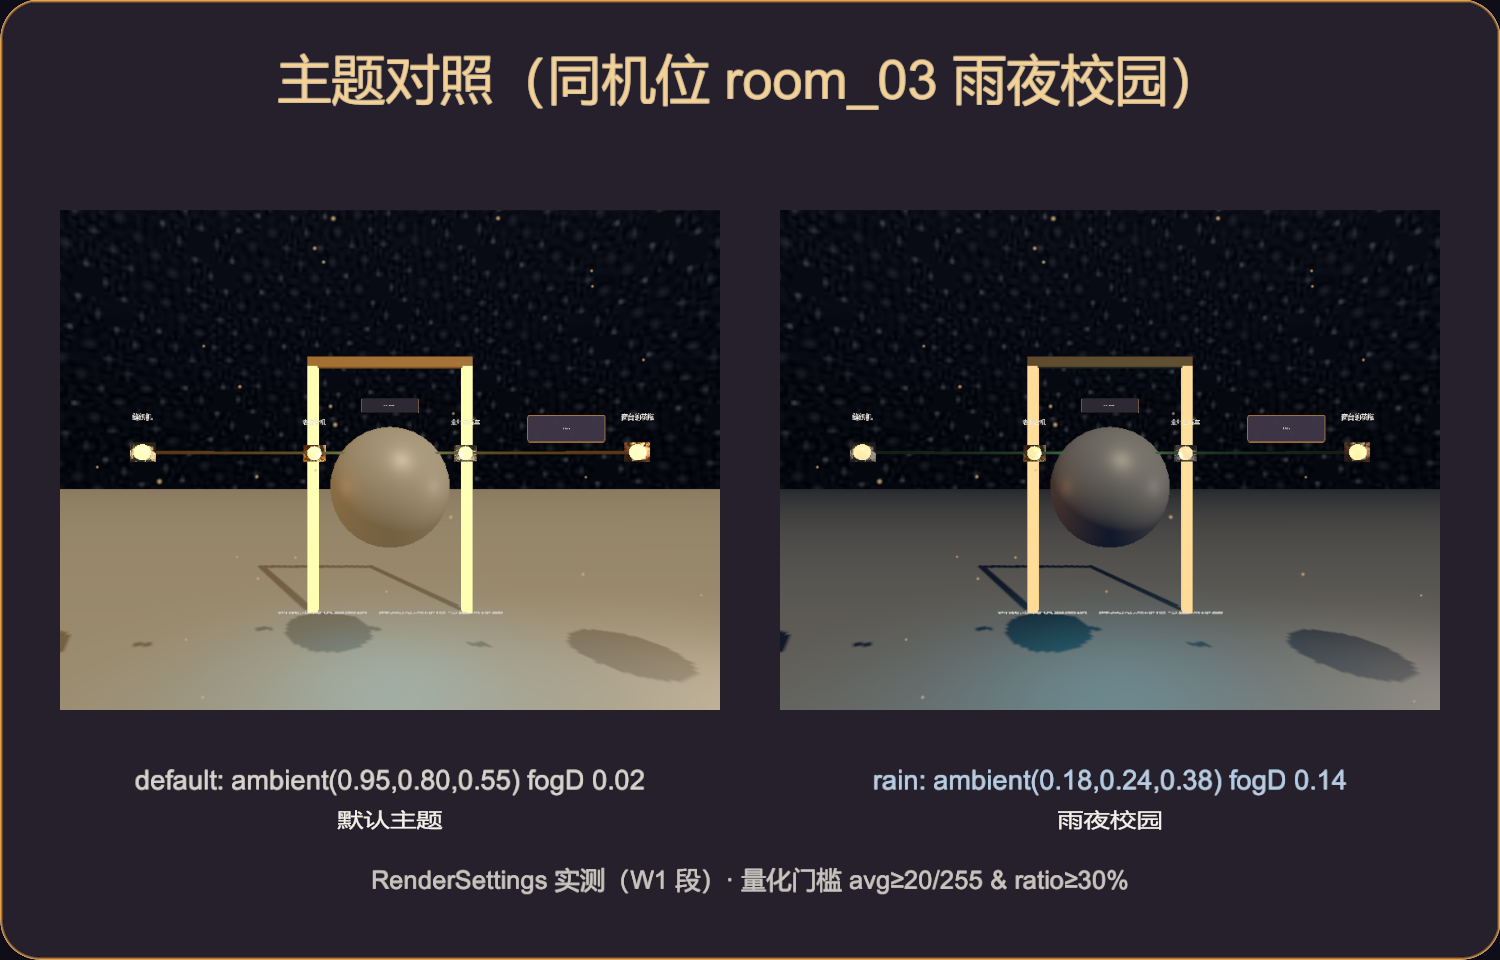 主题对照（同机位 room_03 雨夜校园）
default: ambient(0.95,0.80,0.55) fogD 0.02
默认主题
rain: ambient(0.18,0.24,0.38) fogD 0.14
雨夜校园
RenderSettings 实测（W1 段）· 量化门槛 avg≥20/255 & ratio≥30%